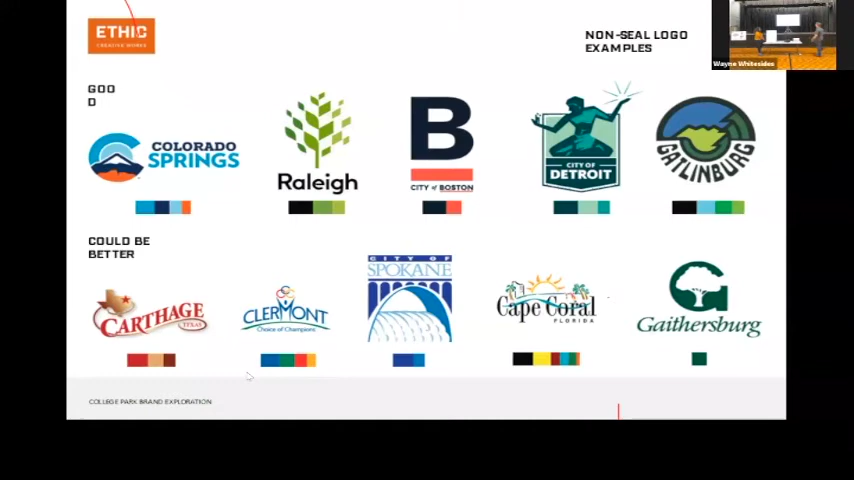 ETHIC
CREATIVE WORKS
NON-SEAL LOGO
EXAMPLES
Wayne Whitesides
GOO
D
COLORADO
SPRINGS
Raleigh
B
CITY of BOSTON
CITY OF
DETROIT
GATLINBURG
COULD BE
BETTER
CARTHAGE
TEXAS
CLERMONT
Choice of Champions
CITY OF
SPOKANE
Cape Coral
FLORIDA
G
Gaithersburg
COLLEGE PARK BRAND EXPLORATION